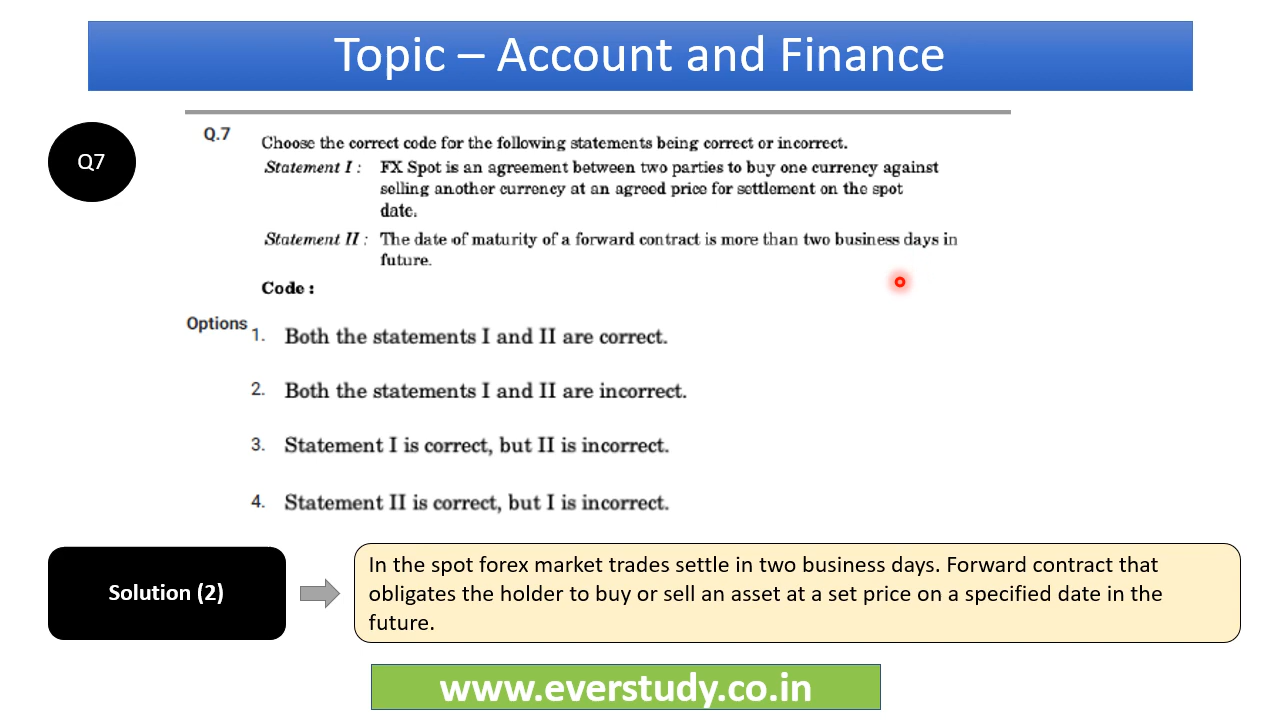 Topic – Account and Finance
Q7
Q.7
Choose the correct code for the following statements being correct or incorrect.
Statement I : FX Spot is an agreement between two parties to buy one currency against
selling another currency at an agreed price for settlement on the spot
date.
Statement II : The date of maturity of a forward contract is more than two business days in
future.
Code :
Options
1. Both the statements I and II are correct.
2. Both the statements I and II are incorrect.
3. Statement I is correct, but II is incorrect.
4. Statement II is correct, but I is incorrect.
Solution (2)
In the spot forex market trades settle in two business days. Forward contract that
obligates the holder to buy or sell an asset at a set price on a specified date in the
future.
www.everstudy.co.in